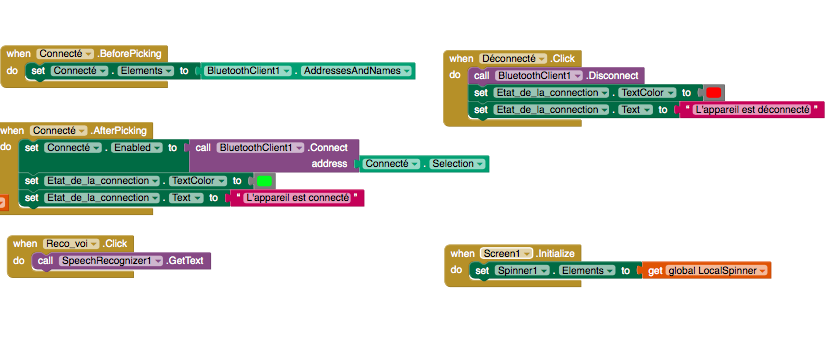 when Connecté .BeforePicking
do set Connecté . Elements to BluetoothClient1 . AddressesAndNames
when Connecté .AfterPicking
do set Connecté . Enabled to call BluetoothClient1 .Connect
address Connecté . Selection
set Etat_de_la_connection . TextColor to
set Etat_de_la_connection . Text to " L'appareil est connecté "
when Reco_voi .Click
do call SpeechRecognizer1 .GetText
when Déconnecté .Click
do call BluetoothClient1 .Disconnect
set Etat_de_la_connection . TextColor to
set Etat_de_la_connection . Text to " L'appareil est déconnecté "
when Screen1 .Initialize
do set Spinner1 . Elements to get global LocalSpinner